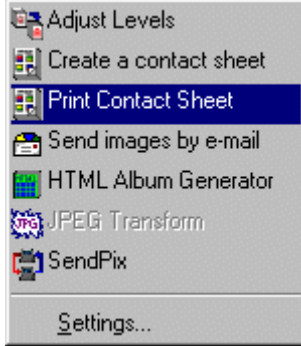 Adjust Levels
Create a contact sheet
Print Contact Sheet
Send images by e-mail
HTML Album Generator
JPG JPEG Transform
SendPix
Settings...